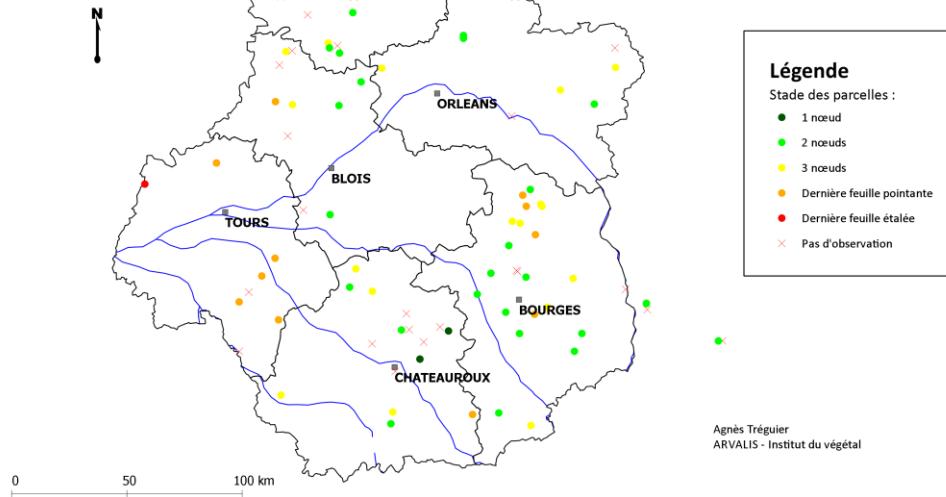 N
ORLEANS
BLOIS
TOURS
BOURGES
CHATEAUROUX
Légende
Stade des parcelles :
1 nœud
2 nœuds
3 nœuds
Dernière feuille pointante
Dernière feuille étalée
Pas d'observation
Agnès Tréguier
ARVALIS - Institut du végétal
0 50 100 km